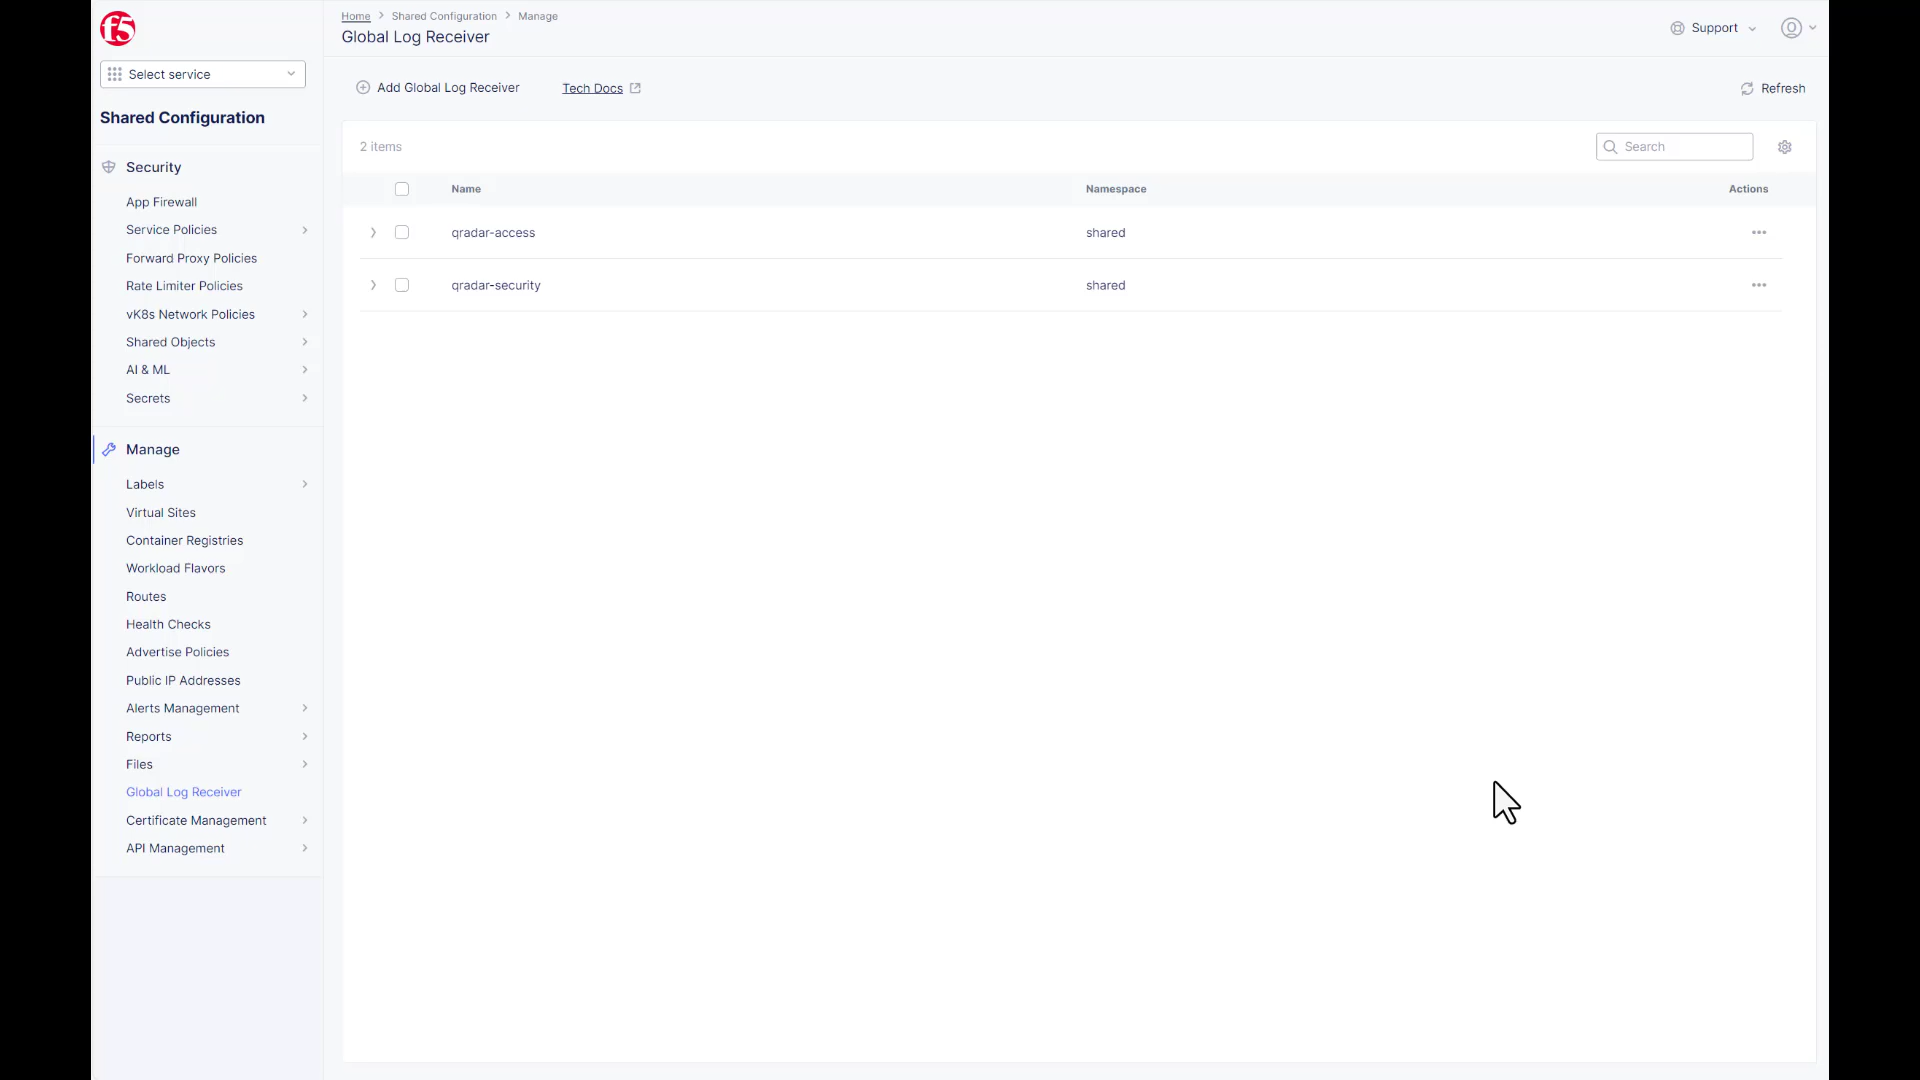 f5
Select service
Shared Configuration
Security
App Firewall
Service Policies
Forward Proxy Policies
Rate Limiter Policies
vK8s Network Policies
Shared Objects
AI & ML
Secrets
Manage
Labels
Virtual Sites
Container Registries
Workload Flavors
Routes
Health Checks
Advertise Policies
Public IP Addresses
Alerts Management
Reports
Files
Global Log Receiver
Certificate Management
API Management
Home > Shared Configuration > Manage
Global Log Receiver
Support
Add Global Log Receiver Tech Docs
Refresh
2 items
Search
Name Namespace Actions
qradar-access shared
qradar-security shared